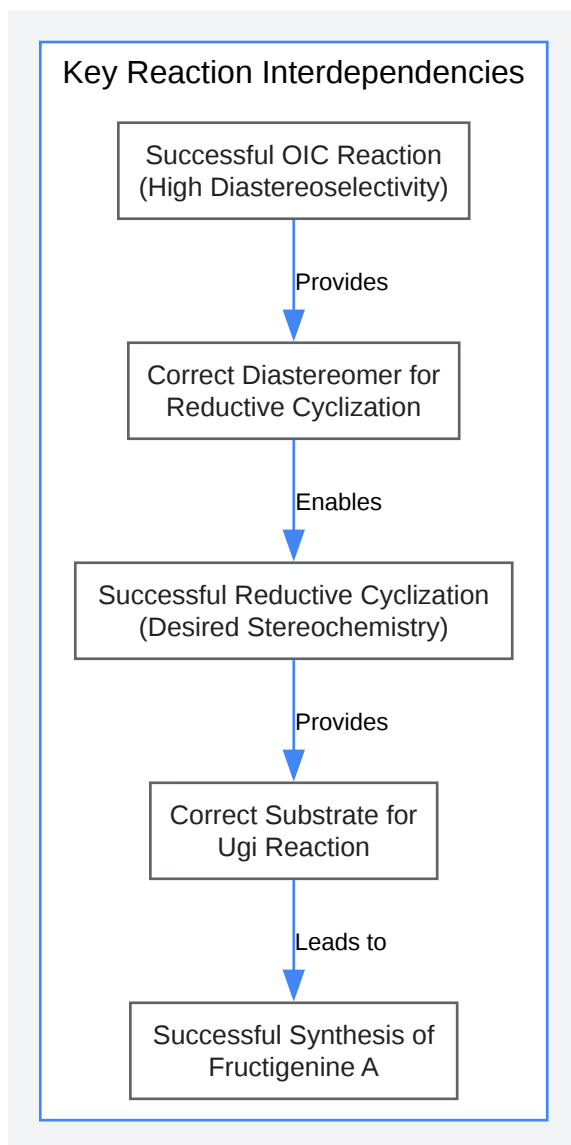 Key Reaction Interdependencies
Successful OIC Reaction
(High Diastereoselectivity)
Provides
Correct Diastereomer for
Reductive Cyclization
Enables
Successful Reductive Cyclization
(Desired Stereochemistry)
Provides
Correct Substrate for
Ugi Reaction
Leads to
Successful Synthesis of
Fructigenine A